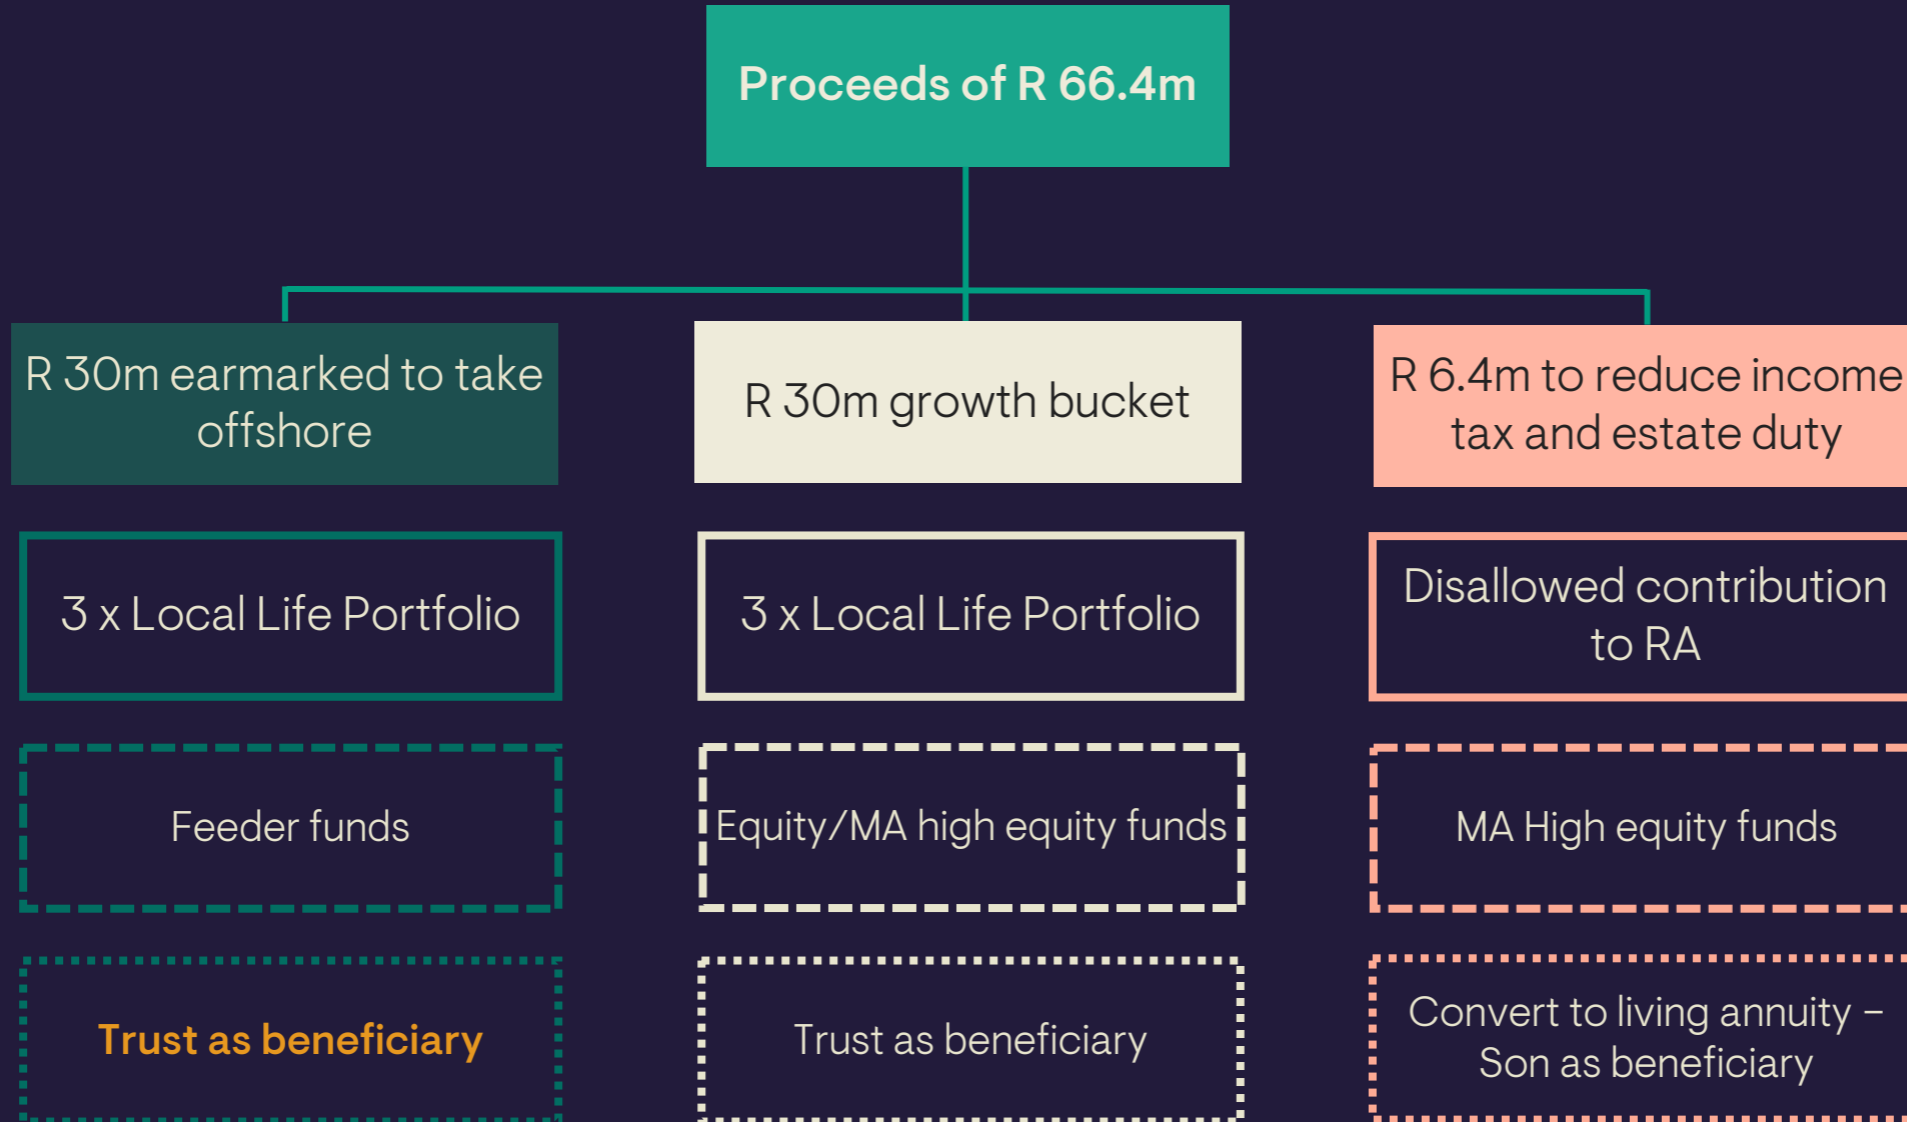 Proceeds of R 66.4m
R 30m earmarked to take
offshore
R 30m growth bucket
R 6.4m to reduce income
tax and estate duty
3 x Local Life Portfolio
3 x Local Life Portfolio
Disallowed contribution
to RA
Feeder funds
Equity/MA high equity funds
MA High equity funds
Trust as beneficiary
Trust as beneficiary
Convert to living annuity –
Son as beneficiary